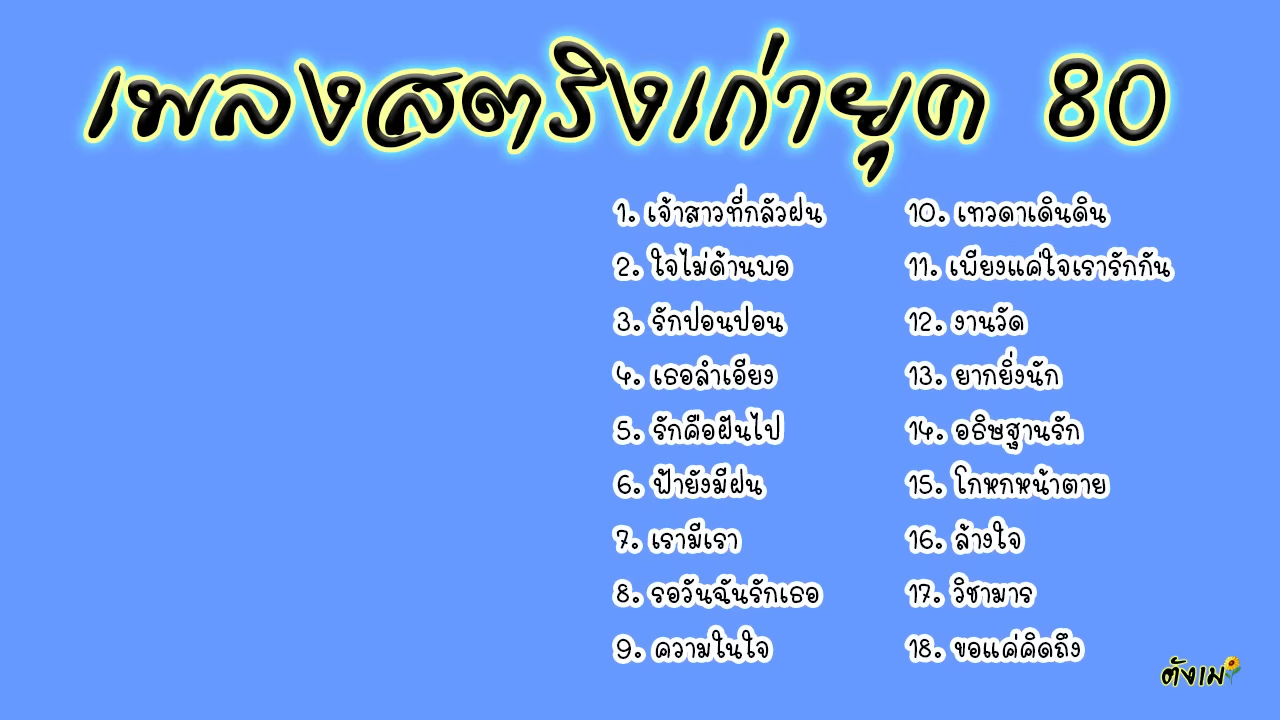 เพลงสตริงเก่ายุค 80
1. เจ้าสาวที่กลัวฝน
2. ใจไม่ด้านพอ
3. รักปอนปอน
4. เธอลำเอียง
5. รักคือฝันไป
6. ฟ้ายังมีฝน
7. เรามีเรา
8. รอวันฉันรักเธอ
9. ความในใจ
10. เทวดาเดินดิน
11. เพียงแค่ใจเรารักกัน
12. งานวัด
13. ยากยิ่งนัก
14. อธิษฐานรัก
15. โกหกหน้าตาย
16. ล้างใจ
17. วิชามาร
18. ขอแค่คิดถึง
ตังเม